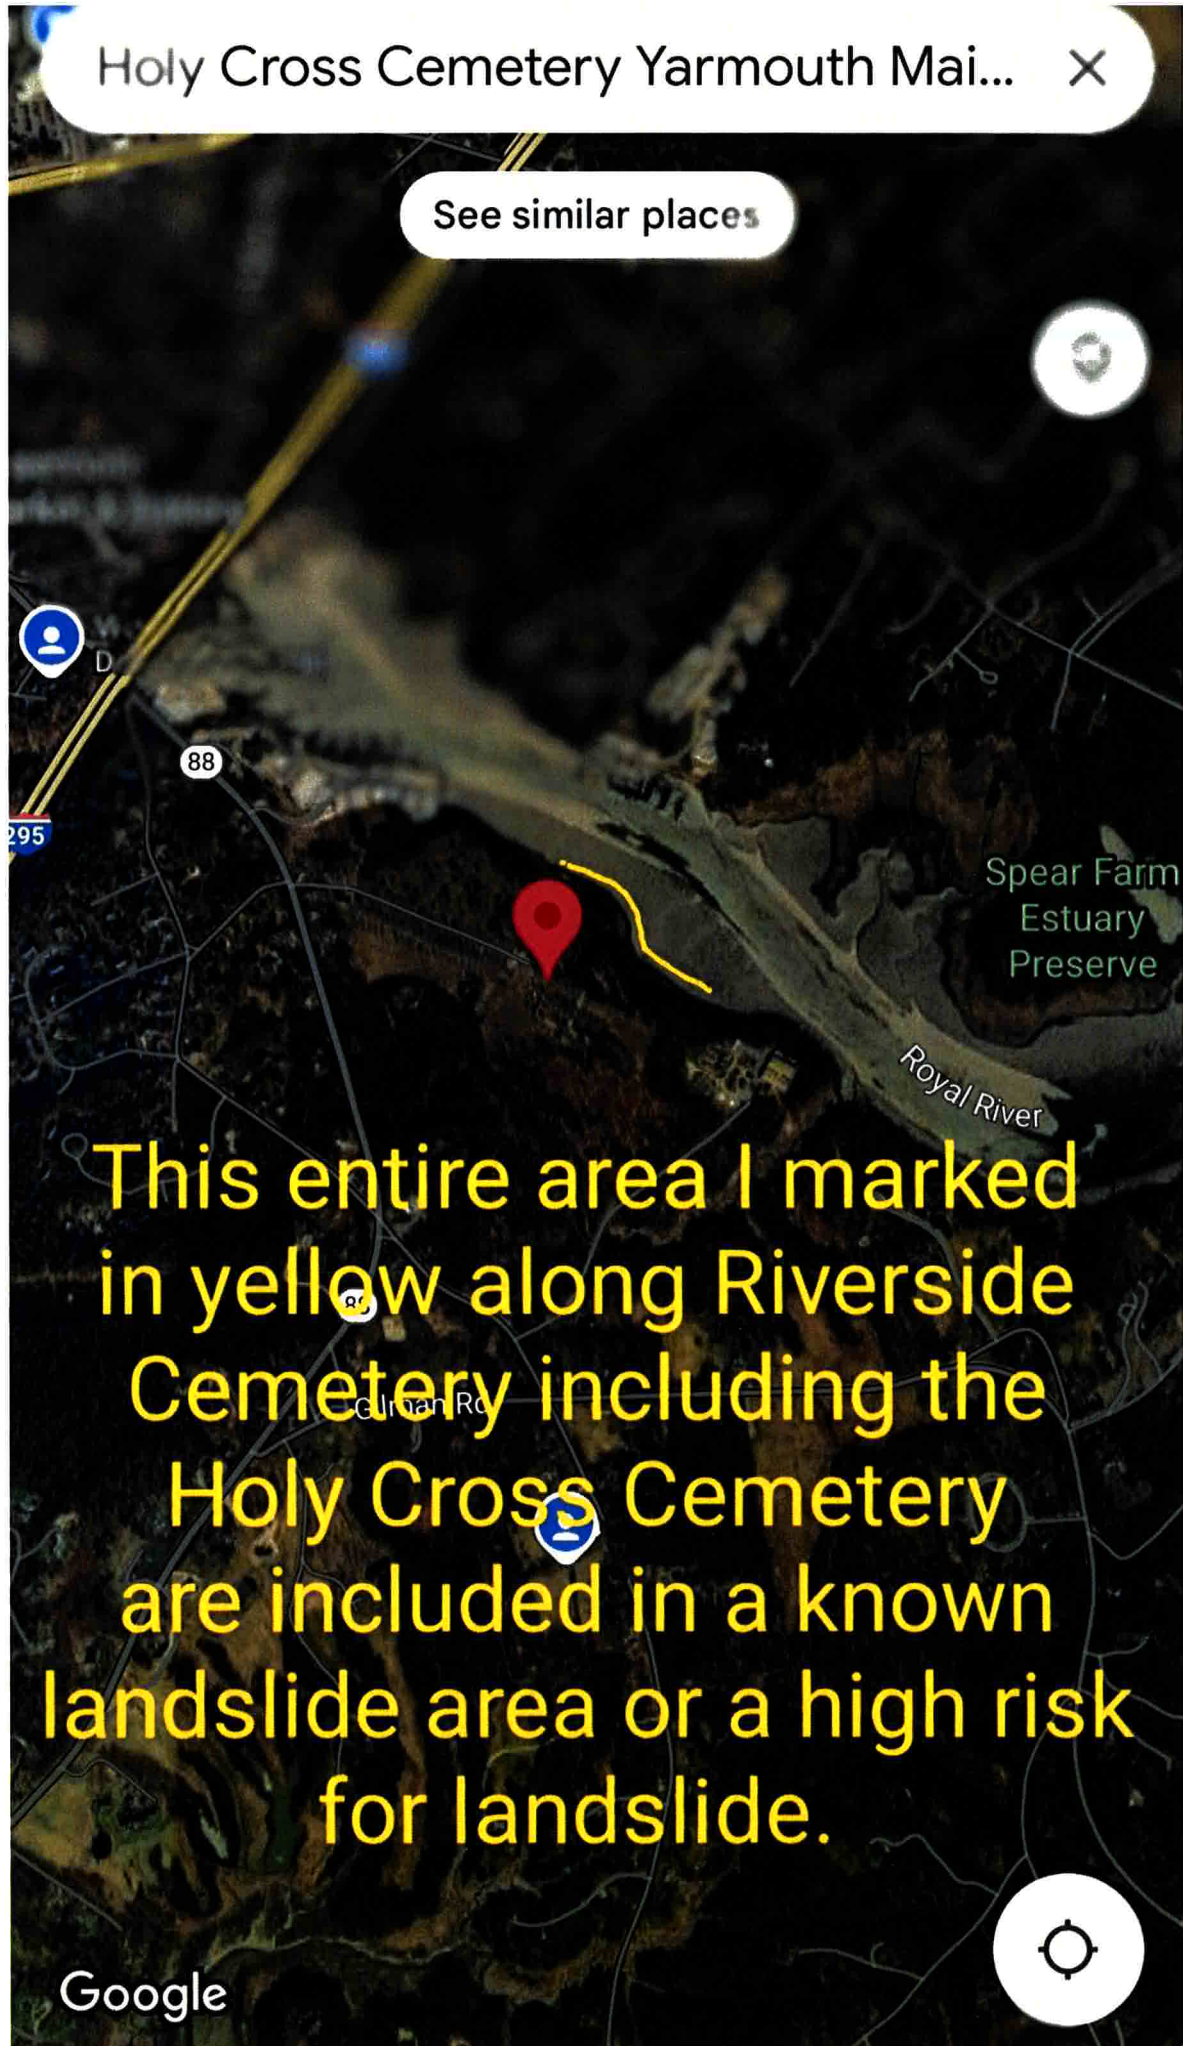 Holy Cross Cemetery Yarmouth Mai...
See similar places
D
88
295
Spear Farm
Estuary
Preserve
Royal River
This entire area I marked
in yellow along Riverside
Cemetery including the
Holy Cross Cemetery
are included in a known
landslide area or a high risk
for landslide.
Google